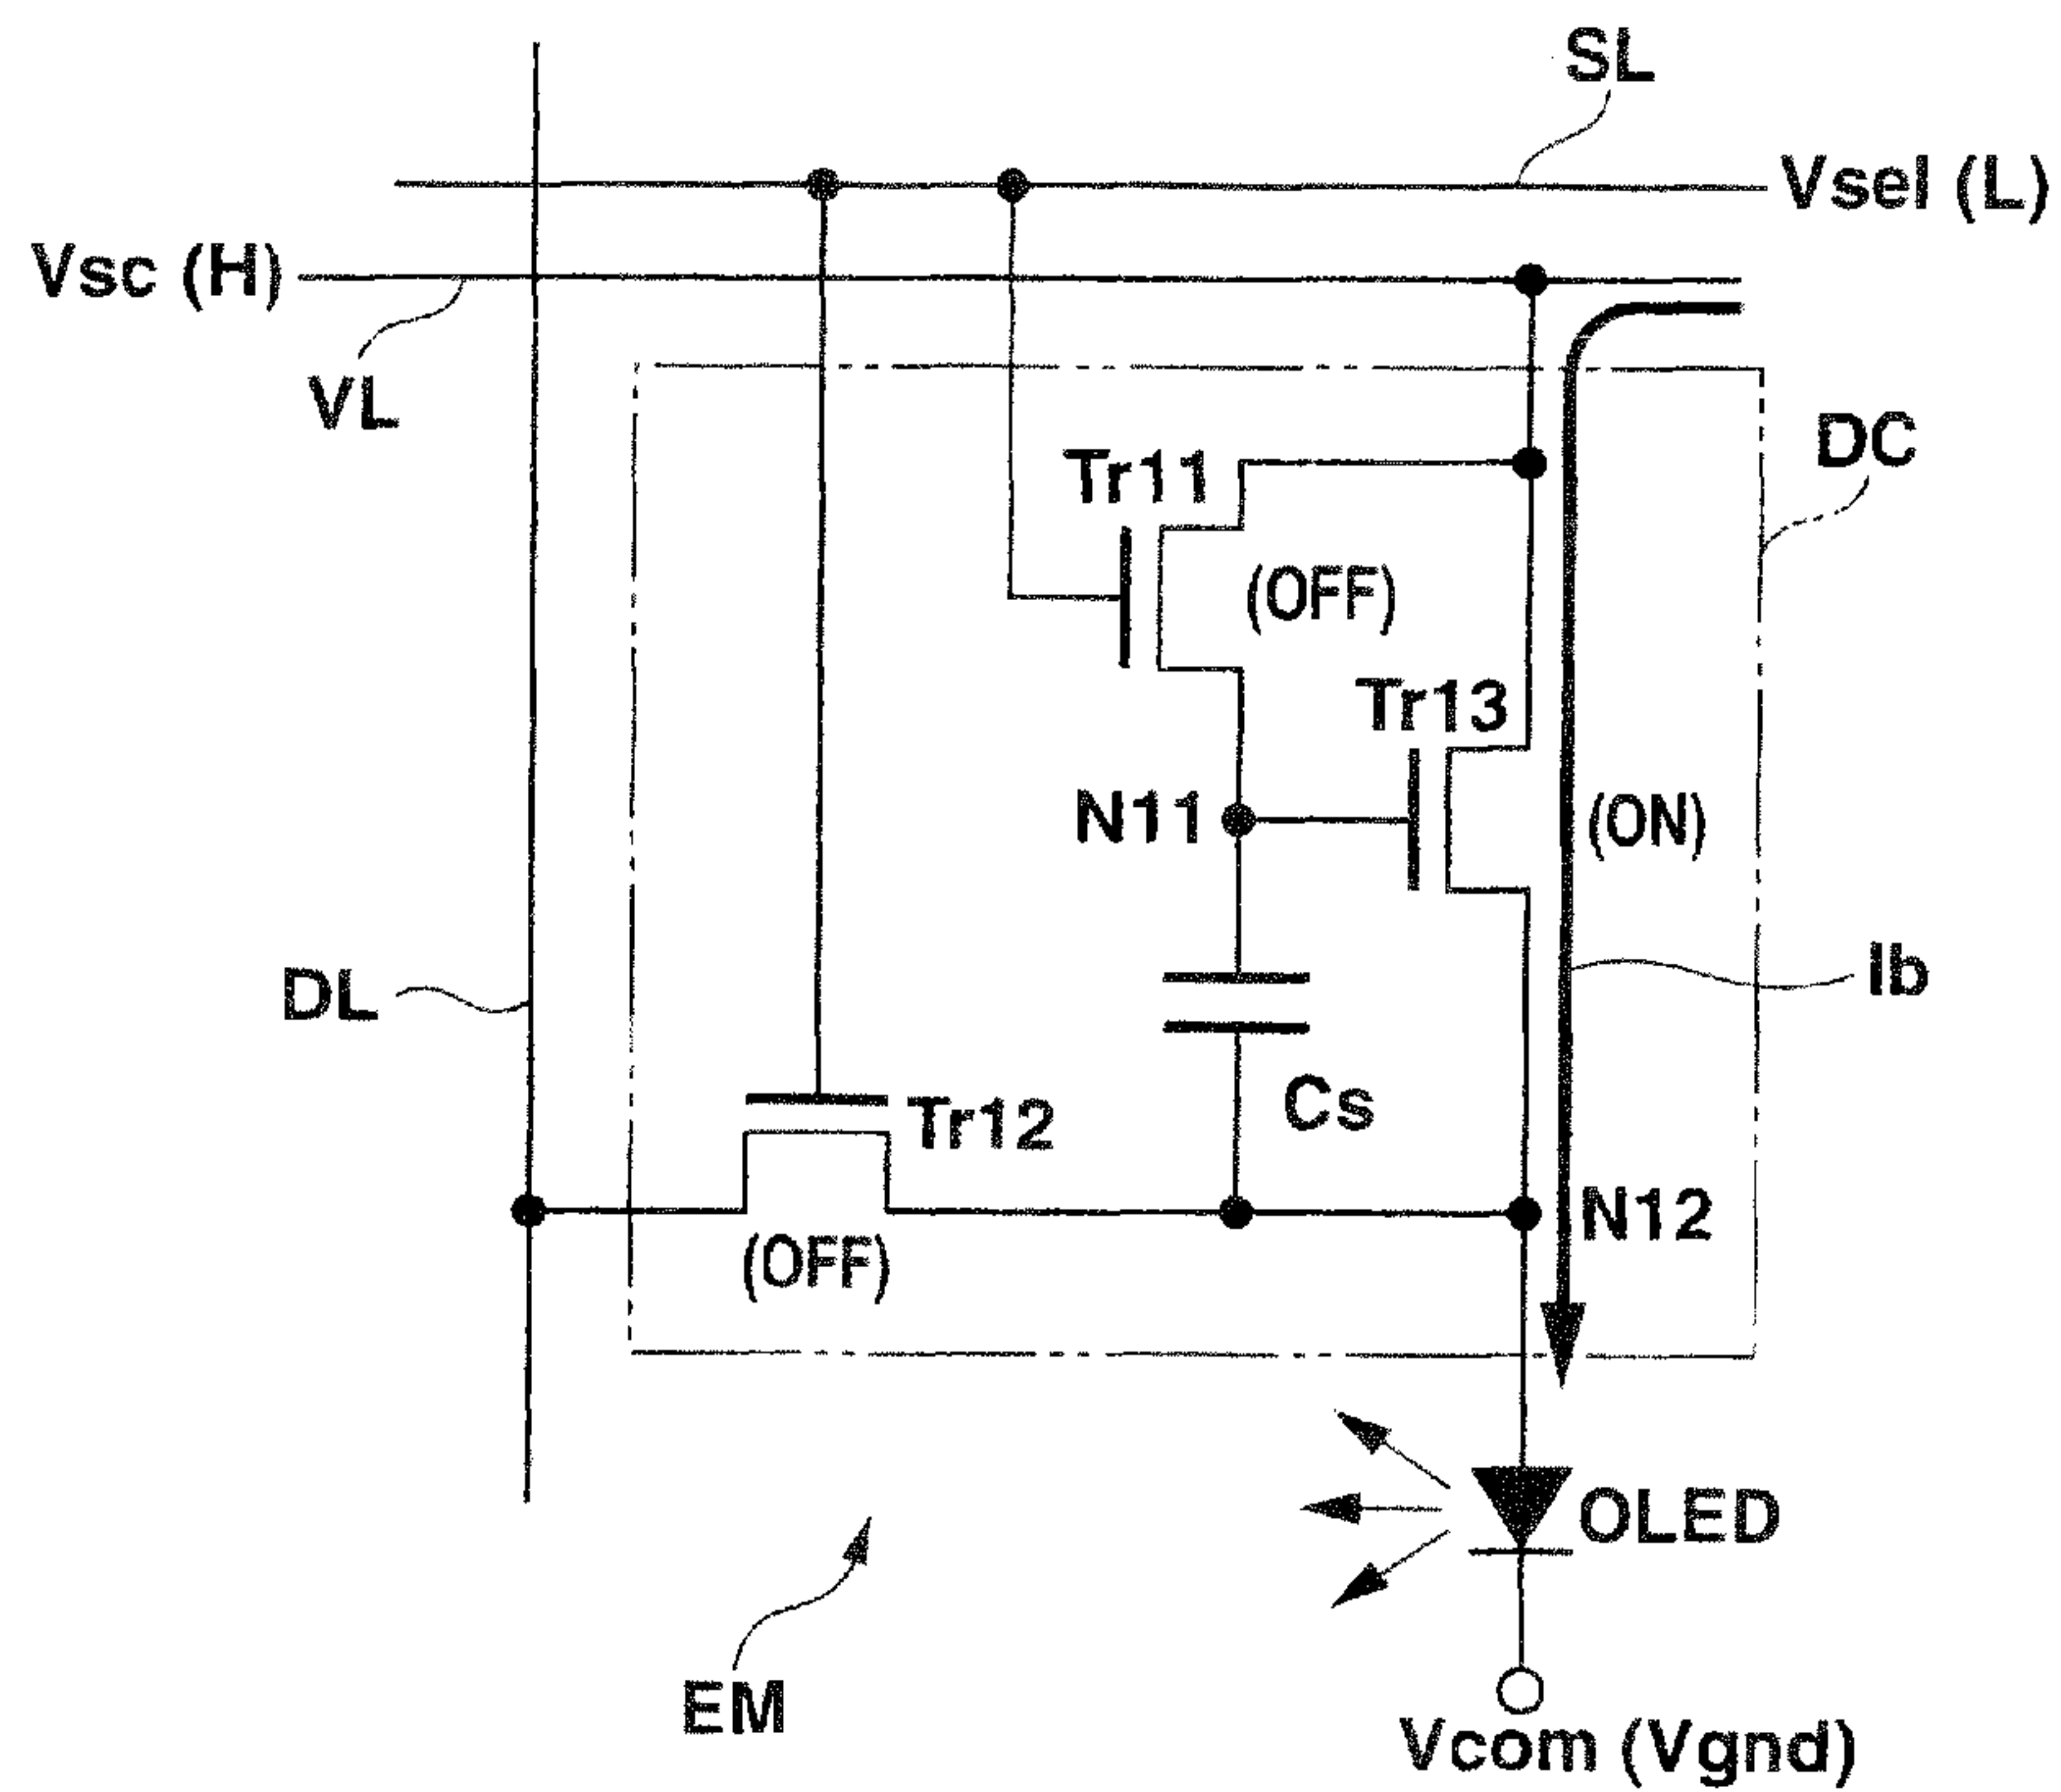 SL
Vsel (L)
Vsc (H)
VL
DC
Tr11
(OFF)
Tr13
N11
(ON)
DL
Ib
Cs
Tr12
N12
(OFF)
OLED
EM
Vcom (Vgnd)